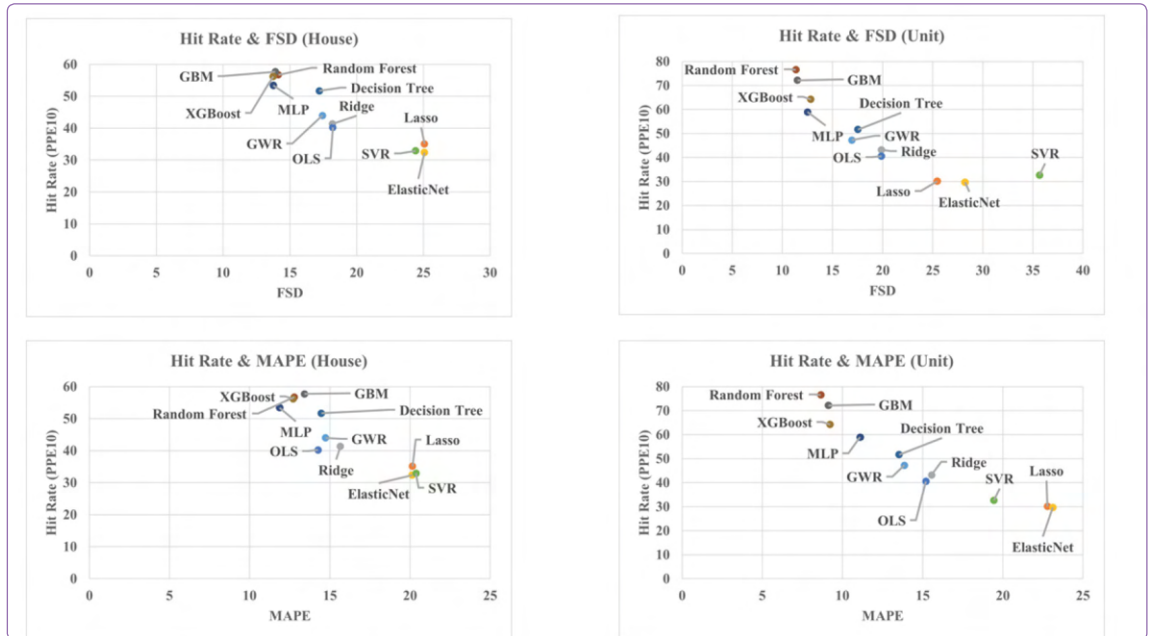 Hit Rate & FSD (House)
Hit Rate (PPE10)
60
50
40
30
20
10
0
GBM
Random Forest
XGBoost
MLP
Decision Tree
GWR
Ridge
OLS
Lasso
SVR
ElasticNet
0 5 10 15 20 25 30
FSD
Hit Rate & FSD (Unit)
Hit Rate (PPE10)
80
70
60
50
40
30
20
10
0
Random Forest
GBM
XGBoost
Decision Tree
MLP
GWR
OLS
Ridge
SVR
Lasso
ElasticNet
0 5 10 15 20 25 30 35 40
FSD
Hit Rate & MAPE (House)
Hit Rate (PPE10)
60
50
40
30
20
10
0
XGBoost
GBM
Random Forest
Decision Tree
MLP
GWR
OLS
Lasso
Ridge
ElasticNet
SVR
0 5 10 15 20 25
MAPE
Hit Rate & MAPE (Unit)
Hit Rate (PPE10)
80
70
60
50
40
30
20
10
0
Random Forest
GBM
XGBoost
Decision Tree
MLP
GWR
Ridge
SVR
Lasso
OLS
ElasticNet
0 5 10 15 20 25
MAPE